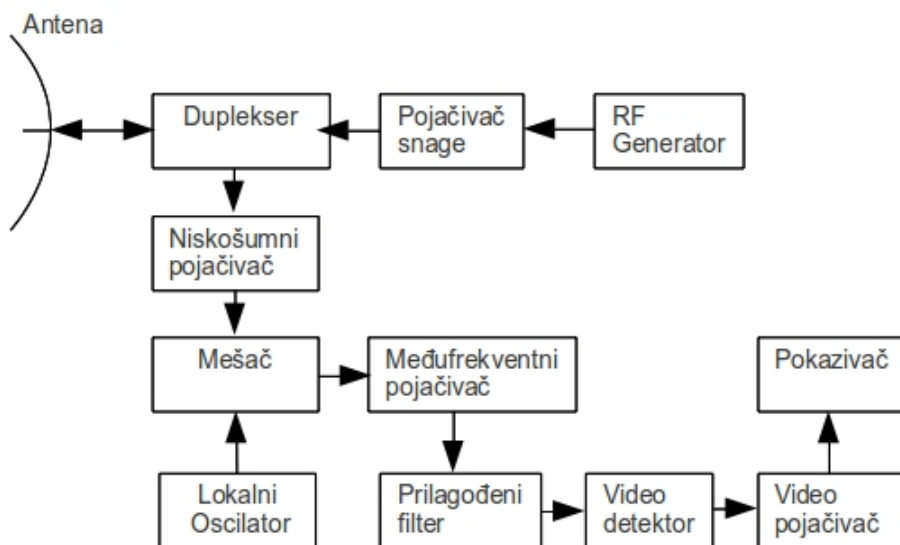 Antena
Duplekser
Pojačivač
snage
RF
Generator
Niskošumni
pojačivač
Mešač
Međufrekventni
pojačivač
Pokazivač
Lokalni
Oscilator
Prilagođeni
filter
Video
detektor
Video
pojačivač